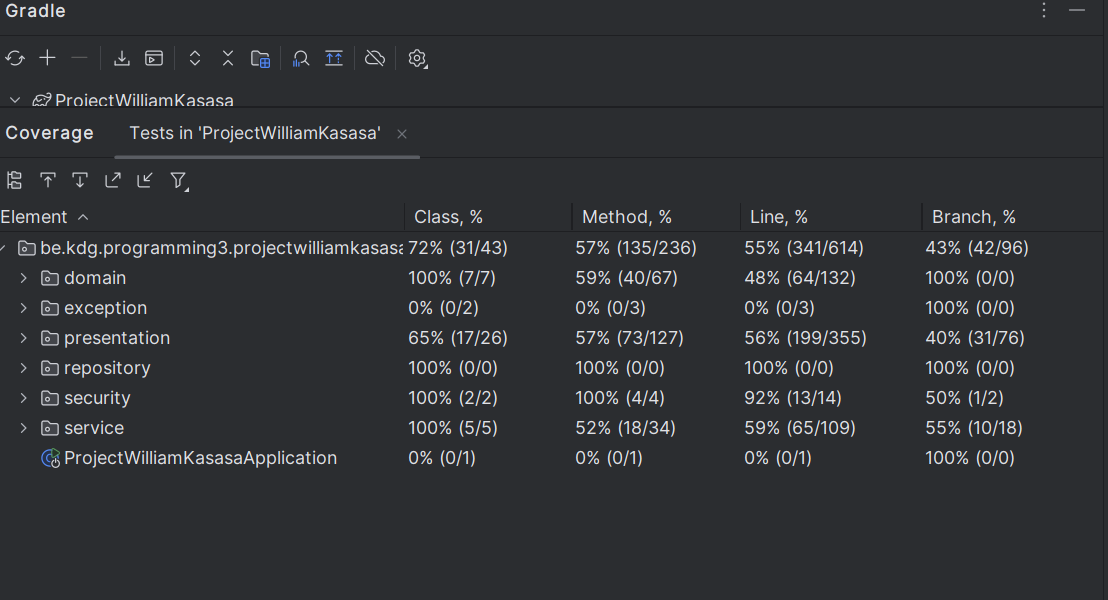 Gradle
ProjectWilliamKasasa
Coverage Tests in 'ProjectWilliamKasasa'
Element Class, % Method, % Line, % Branch, %
be.kdg.programming3.projectwilliamkasasa 72% (31/43) 57% (135/236) 55% (341/614) 43% (42/96)
domain 100% (7/7) 59% (40/67) 48% (64/132) 100% (0/0)
exception 0% (0/2) 0% (0/3) 0% (0/3) 100% (0/0)
presentation 65% (17/26) 57% (73/127) 56% (199/355) 40% (31/76)
repository 100% (0/0) 100% (0/0) 100% (0/0) 100% (0/0)
security 100% (2/2) 100% (4/4) 92% (13/14) 50% (1/2)
service 100% (5/5) 52% (18/34) 59% (65/109) 55% (10/18)
ProjectWilliamKasasaApplication 0% (0/1) 0% (0/1) 0% (0/1) 100% (0/0)